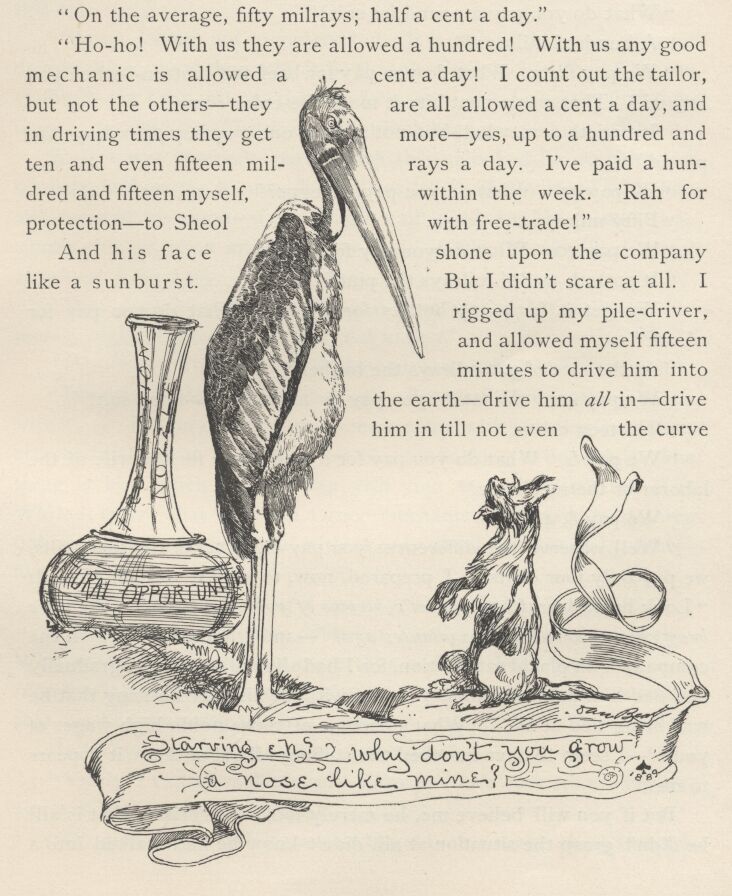 “On the average, fifty milrays; half a cent a day.”
“Ho-ho! With us they are allowed a hundred! With us any good
mechanic is allowed a cent a day! I count out the tailor,
but not the others—they are all allowed a cent a day, and
in driving times they get more—yes, up to a hundred and
ten and even fifteen mil- rays a day. I’ve paid a hun-
dred and fifteen myself, within the week. ’Rah for
protection—to Sheol with free-trade!”
And his face shone upon the company
like a sunburst. But I didn’t scare at all. I
rigged up my pile-driver,
and allowed myself fifteen
minutes to drive him into
the earth—drive him all in—drive
him in till not even the curve
URAL OPPORTUNIT
Dan Beard
Starving eh? why don't you grow
a nose like mine?
1889